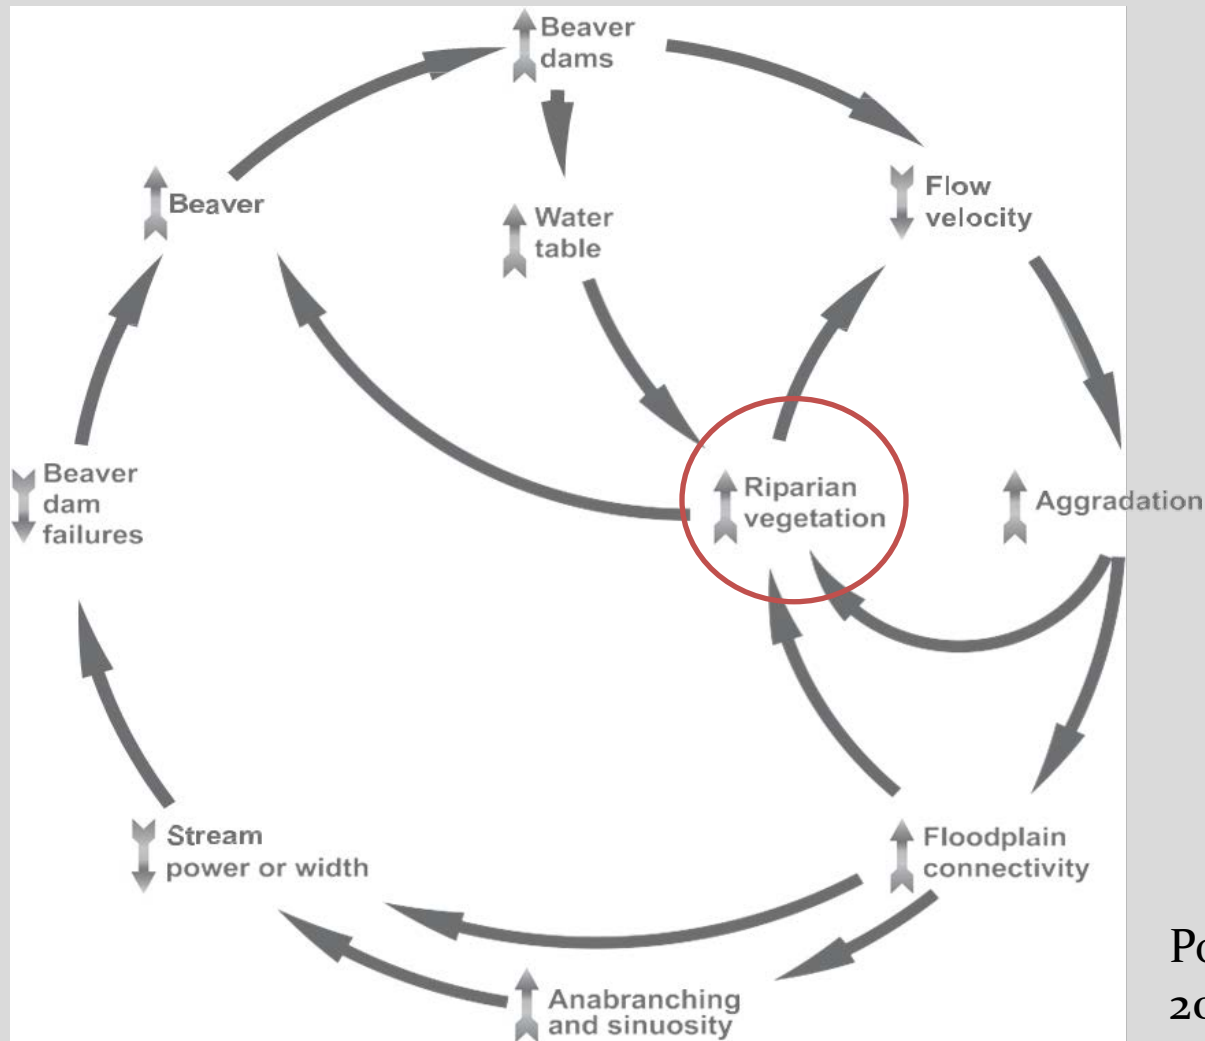 Beaver
dams
Beaver
Water
table
Flow
velocity
Beaver
dam
failures
Riparian
vegetation
Aggradation
Stream
power or width
Floodplain
connectivity
Anabranching
and sinuosity